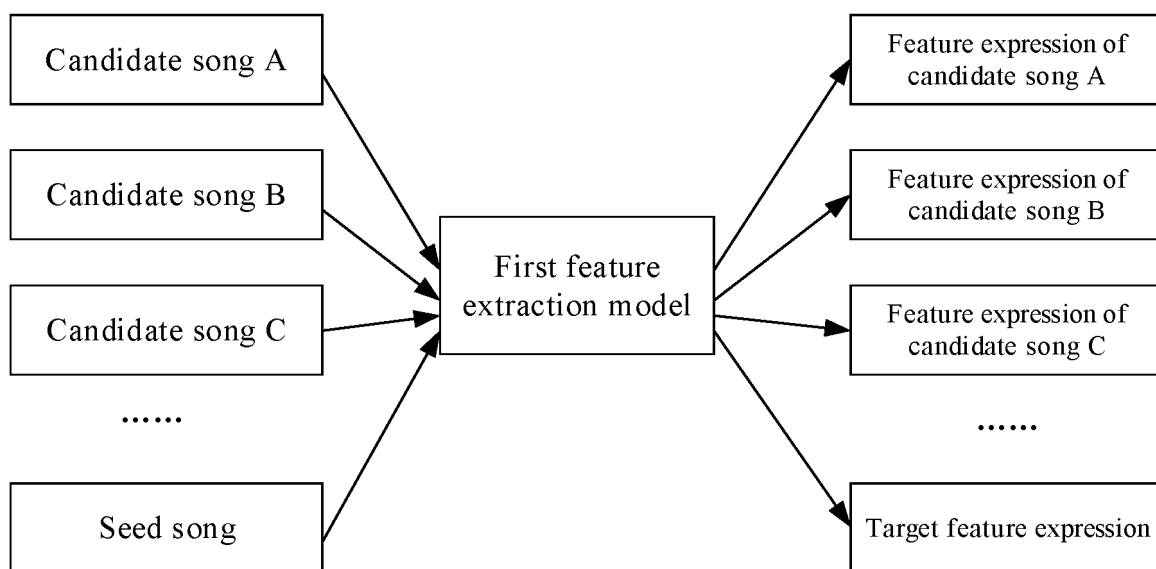 Candidate song A
Candidate song B
Candidate song C
......
Seed song
First feature
extraction model
Feature expression of
candidate song A
Feature expression of
candidate song B
Feature expression of
candidate song C
......
Target feature expression